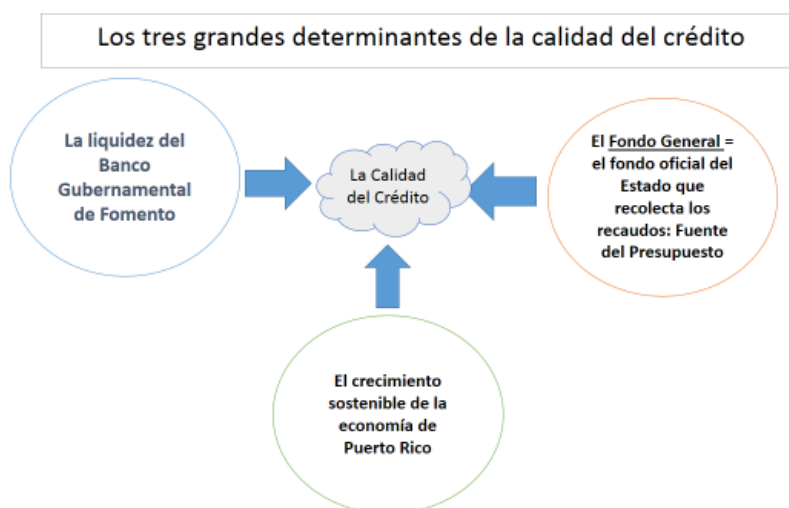 Los tres grandes determinantes de la calidad del crédito
La liquidez del
Banco
Gubernamental
de Fomento
La Calidad
del Crédito
El Fondo General =
el fondo oficial del
Estado que
recolecta los
recaudos: Fuente
del Presupuesto
El crecimiento
sostenible de la
economía de
Puerto Rico